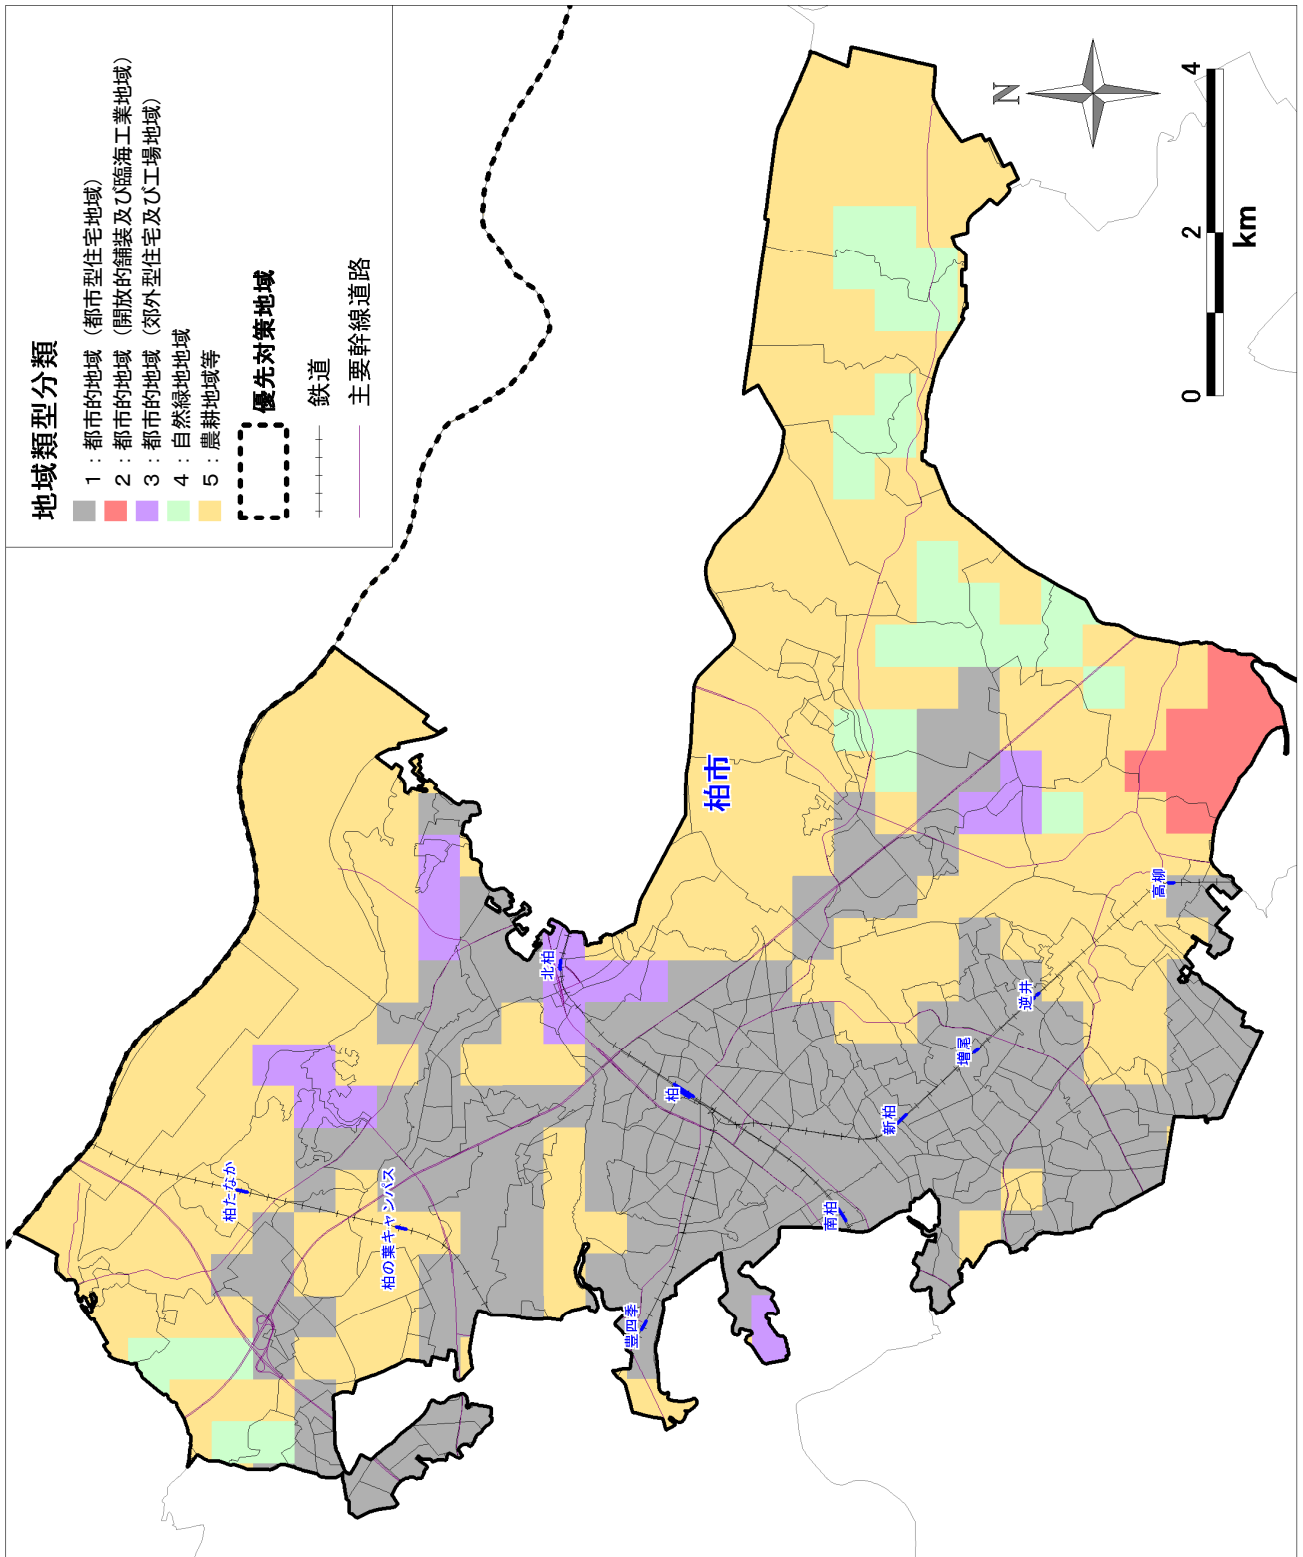 地域類型分類
1：都市的地域（都市型住宅地域）
2：都市的地域（開放的舗装及び臨海工業地域）
3：都市的地域（郊外型住宅及び工場地域）
4：自然緑地地域
5：農耕地域等
優先対策地域
鉄道
主要幹線道路
N
0 2 4
km
柏市
柏たなか
柏の葉キャンパス
北柏
豊四季
柏
南柏
新柏
増尾
逆井
高柳